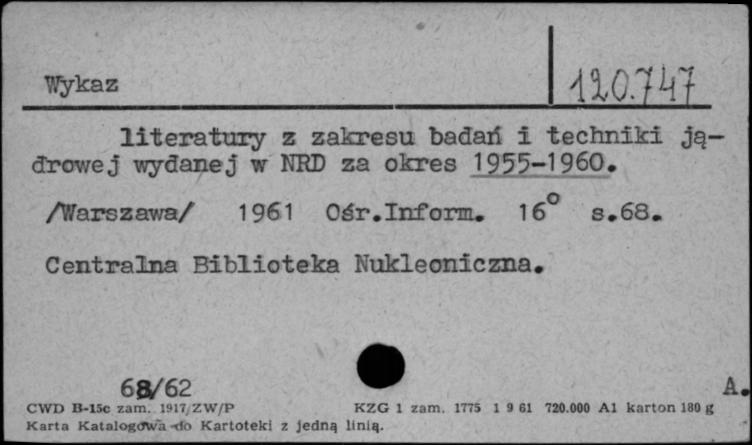 Wykaz 120.747
literatury z zakresu badań i techniki ją-
drowej wydanej w NRD za okres 1955-1960.
/Warszawa/ 1961 Ośr.Inform. 16° s.68.
Centralna Biblioteka Nukleoniczna.
68/62 A.
CWD B-15c zam. 1917/ZW/P KZG 1 zam. 1775 1 9 61 720.000 A1 karton 180 g
Karta Katalogowa do Kartoteki z jedną linią.